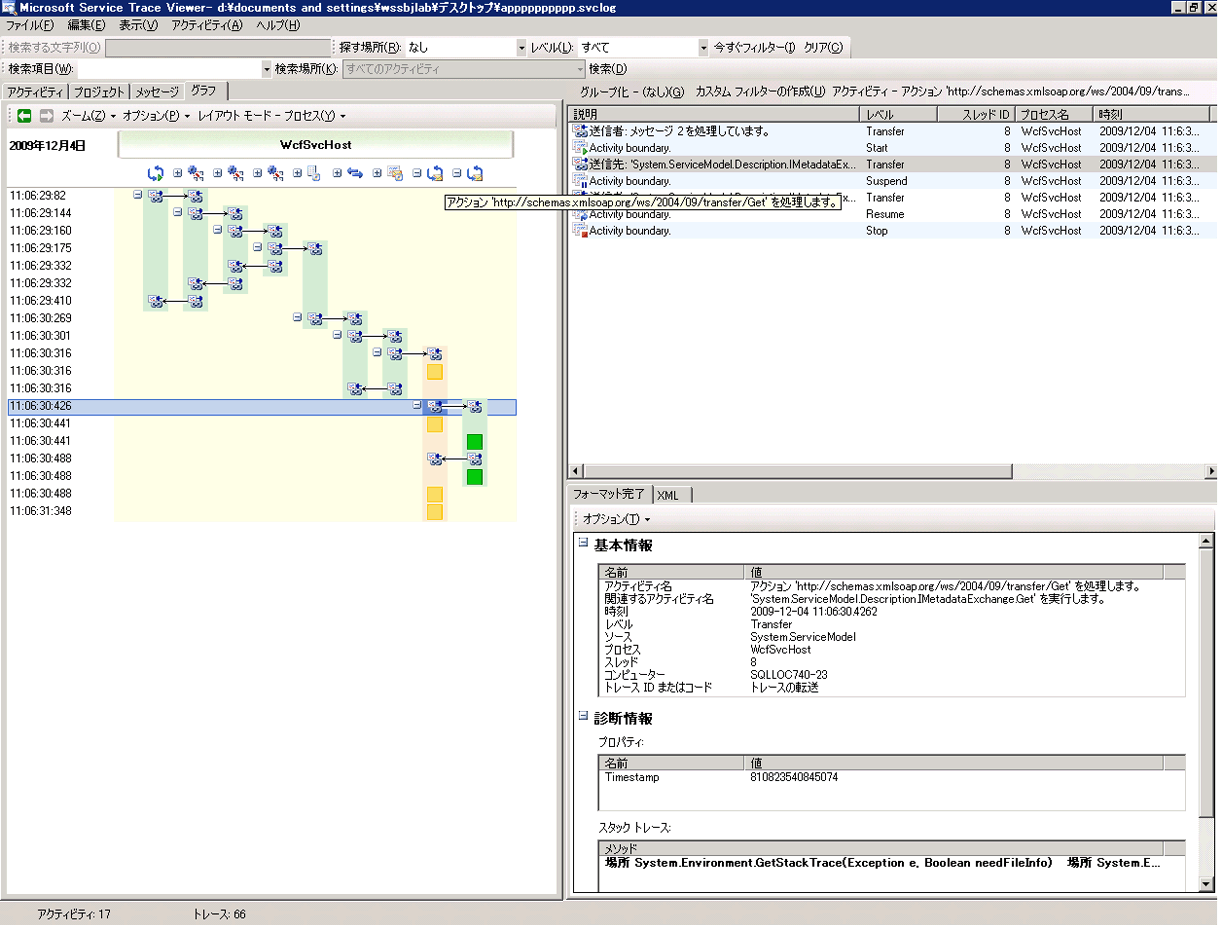 Microsoft Service Trace Viewer- d:¥documents and settings¥wssbjlab¥デスクトップ¥apppppppppp.svclog
ファイル(F) 編集(E) 表示(V) アクティビティ(A) ヘルプ(H)
検索する文字列(O) 探す場所(R): なし レベル(L): すべて 今すぐフィルター(I) クリア(C)
検索項目(W): 検索場所(K): すべてのアクティビティ 検索(D)
アクティビティ プロジェクト メッセージ グラフ
ズーム(Z) オプション(P) レイアウト モード - プロセス(Y)
2009年12月4日
WcfSvcHost
11:06:29:82
11:06:29:144
11:06:29:160
11:06:29:175
11:06:29:332
11:06:29:332
11:06:29:410
11:06:30:269
11:06:30:301
11:06:30:316
11:06:30:316
11:06:30:316
11:06:30:426
11:06:30:441
11:06:30:441
11:06:30:488
11:06:30:488
11:06:30:488
11:06:31:348
アクション 'http://schemas.xmlsoap.org/ws/2004/09/transfer/Get' を処理します。
グループ化 - (なし)(G) カスタム フィルターの作成(U) アクティビティ - アクション 'http://schemas.xmlsoap.org/ws/2004/09/trans...
説明 レベル スレッド ID プロセス名 時刻
送信者: メッセージ 2 を処理しています。 Transfer 8 WcfSvcHost 2009/12/04 11:6:3...
Activity boundary. Start 8 WcfSvcHost 2009/12/04 11:6:3...
送信先: 'System.ServiceModel.Description.IMetadataEx... Transfer 8 WcfSvcHost 2009/12/04 11:6:3...
Activity boundary. Suspend 8 WcfSvcHost 2009/12/04 11:6:3...
Transfer 8 WcfSvcHost 2009/12/04 11:6:3...
Activity boundary. Resume 8 WcfSvcHost 2009/12/04 11:6:3...
Activity boundary. Stop 8 WcfSvcHost 2009/12/04 11:6:3...
フォーマット完了 XML
オプション(T)
基本情報
名前 値
アクティビティ名 アクション 'http://schemas.xmlsoap.org/ws/2004/09/transfer/Get' を処理します。
関連するアクティビティ名 'System.ServiceModel.Description.IMetadataExchange.Get' を実行します。
時刻 2009-12-04 11:06:30.4262
レベル Transfer
ソース System.ServiceModel
プロセス WcfSvcHost
スレッド 8
コンピューター SQLLOC740-23
トレース ID またはコード トレースの転送
診断情報
プロパティ:
名前 値
Timestamp 810823540845074
スタック トレース:
メソッド
場所 System.Environment.GetStackTrace(Exception e, Boolean needFileInfo) 場所 System.E...
アクティビティ: 17 トレース: 66